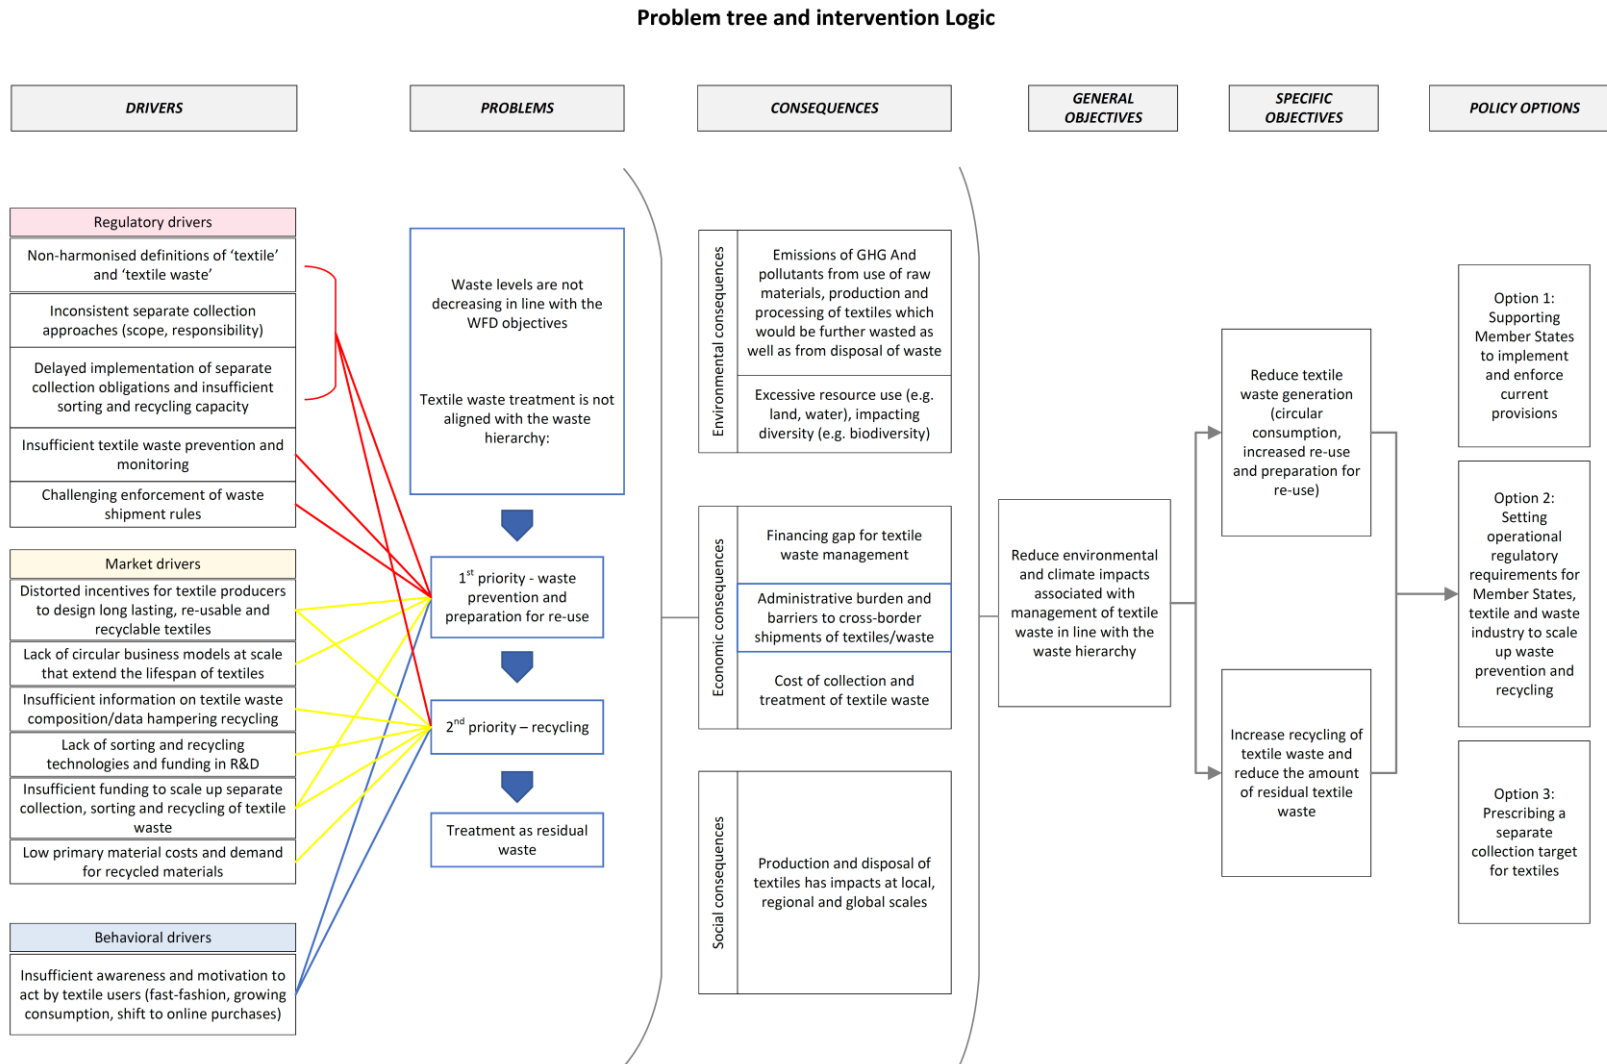 Problem tree and intervention Logic
DRIVERS
PROBLEMS
CONSEQUENCES
GENERAL
OBJECTIVES
SPECIFIC
OBJECTIVES
POLICY OPTIONS
Regulatory drivers
Non-harmonised definitions of ‘textile’
and ‘textile waste’
Inconsistent separate collection
approaches (scope, responsibility)
Delayed implementation of separate
collection obligations and insufficient
sorting and recycling capacity
Insufficient textile waste prevention and
monitoring
Challenging enforcement of waste
shipment rules
Market drivers
Distorted incentives for textile producers
to design long lasting, re-usable and
recyclable textiles
Lack of circular business models at scale
that extend the lifespan of textiles
Insufficient information on textile waste
composition/data hampering recycling
Lack of sorting and recycling
technologies and funding in R&D
Insufficient funding to scale up separate
collection, sorting and recycling of textile
waste
Low primary material costs and demand
for recycled materials
Behavioral drivers
Insufficient awareness and motivation to
act by textile users (fast-fashion, growing
consumption, shift to online purchases)
Waste levels are not
decreasing in line with the
WFD objectives
Textile waste treatment is not
aligned with the waste
hierarchy:
1st priority - waste
prevention and
preparation for re-use
2nd priority – recycling
Treatment as residual
waste
Environmental consequences
Emissions of GHG And
pollutants from use of raw
materials, production and
processing of textiles which
would be further wasted as
well as from disposal of waste
Excessive resource use (e.g.
land, water), impacting
diversity (e.g. biodiversity)
Economic consequences
Financing gap for textile
waste management
Administrative burden and
barriers to cross-border
shipments of textiles/waste
Cost of collection and
treatment of textile waste
Social consequences
Production and disposal of
textiles has impacts at local,
regional and global scales
Reduce environmental
and climate impacts
associated with
management of textile
waste in line with the
waste hierarchy
Reduce textile
waste generation
(circular
consumption,
increased re-use
and preparation for
re-use)
Increase recycling of
textile waste and
reduce the amount
of residual textile
waste
Option 1:
Supporting
Member States
to implement
and enforce
current
provisions
Option 2:
Setting
operational
regulatory
requirements for
Member States,
textile and waste
industry to scale
up waste
prevention and
recycling
Option 3:
Prescribing a
separate
collection target
for textiles